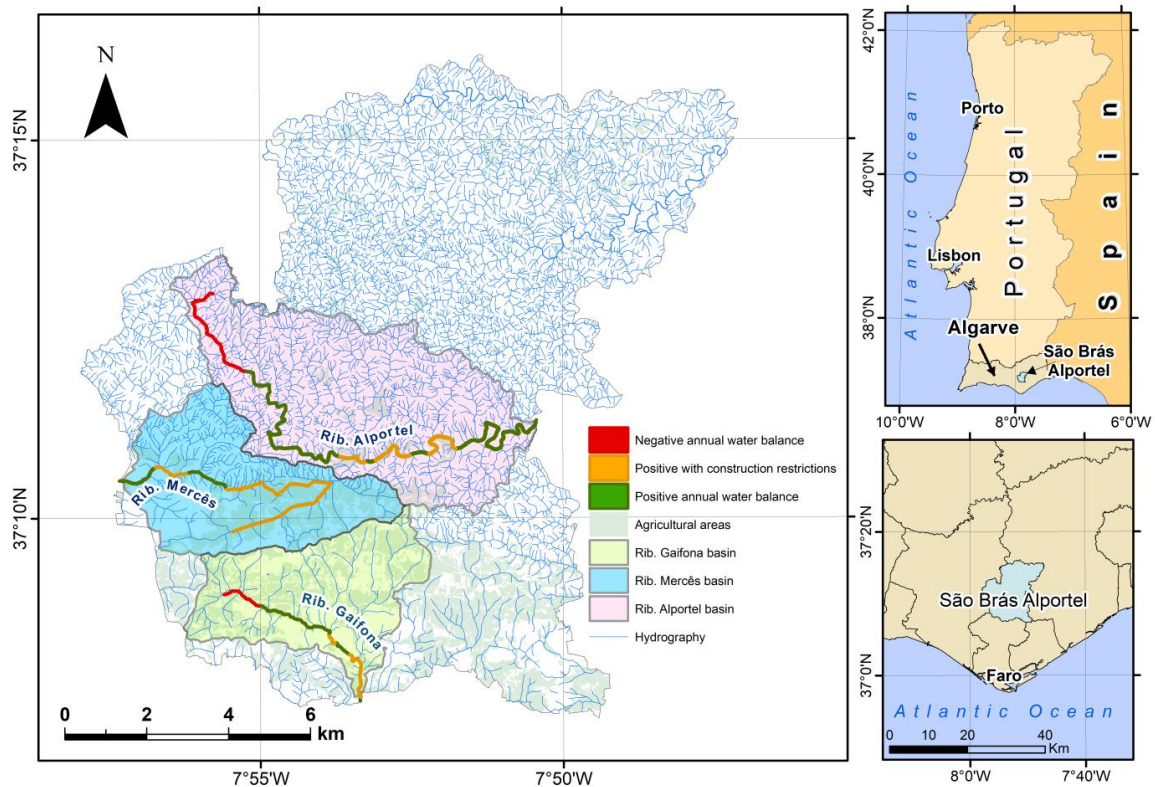 N
37°15'N
37°10'N
7°55'W
7°50'W
Rib. Alportel
Rib. Mercês
Rib. Gaifona
0 2 4 6
km
Negative annual water balance
Positive with construction restrictions
Positive annual water balance
Agricultural areas
Rib. Gaifona basin
Rib. Mercês basin
Rib. Alportel basin
Hydrography
42°0'N
40°0'N
38°0'N
10°0'W
8°0'W
6°0'W
Atlantic Ocean
Porto
Portugal
Spain
Lisbon
Algarve
São Brás
Alportel
37°20'N
37°0'N
São Brás Alportel
Faro
Atlantic Ocean
0 10 20 40
Km
8°0'W
7°40'W